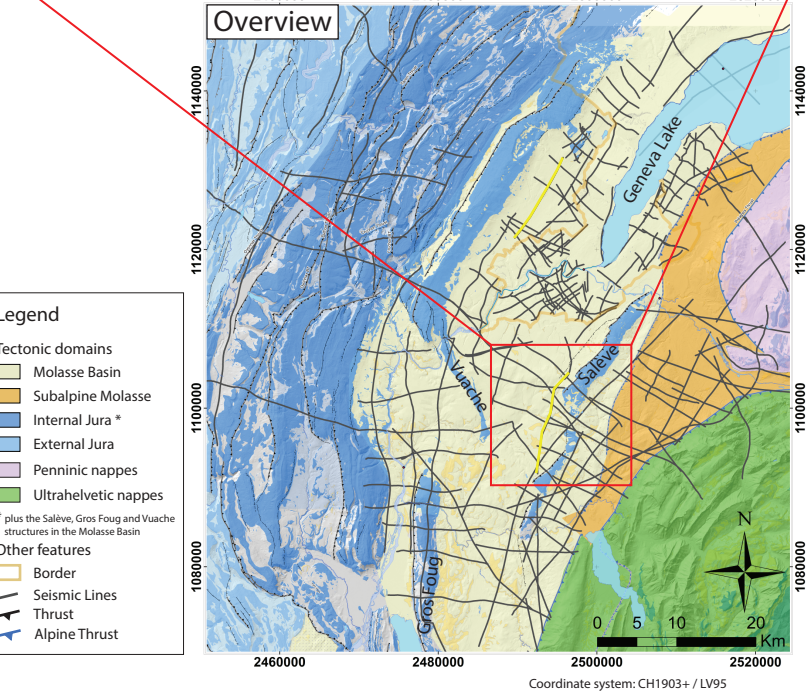 Overview
1140000
1120000
1100000
1080000
Geneva Lake
Salève
Vuache
Gros Foug
1140000
1120000
1100000
1080000
N
0 5 10 20
Km
2460000 2480000 2500000 2520000
Coordinate system: CH1903+ / LV95
Legend
Tectonic domains
Molasse Basin
Subalpine Molasse
Internal Jura *
External Jura
Penninic nappes
Ultrahelvetic nappes
* plus the Salève, Gros Foug and Vuache
structures in the Molasse Basin
Other features
Border
Seismic Lines
Thrust
Alpine Thrust